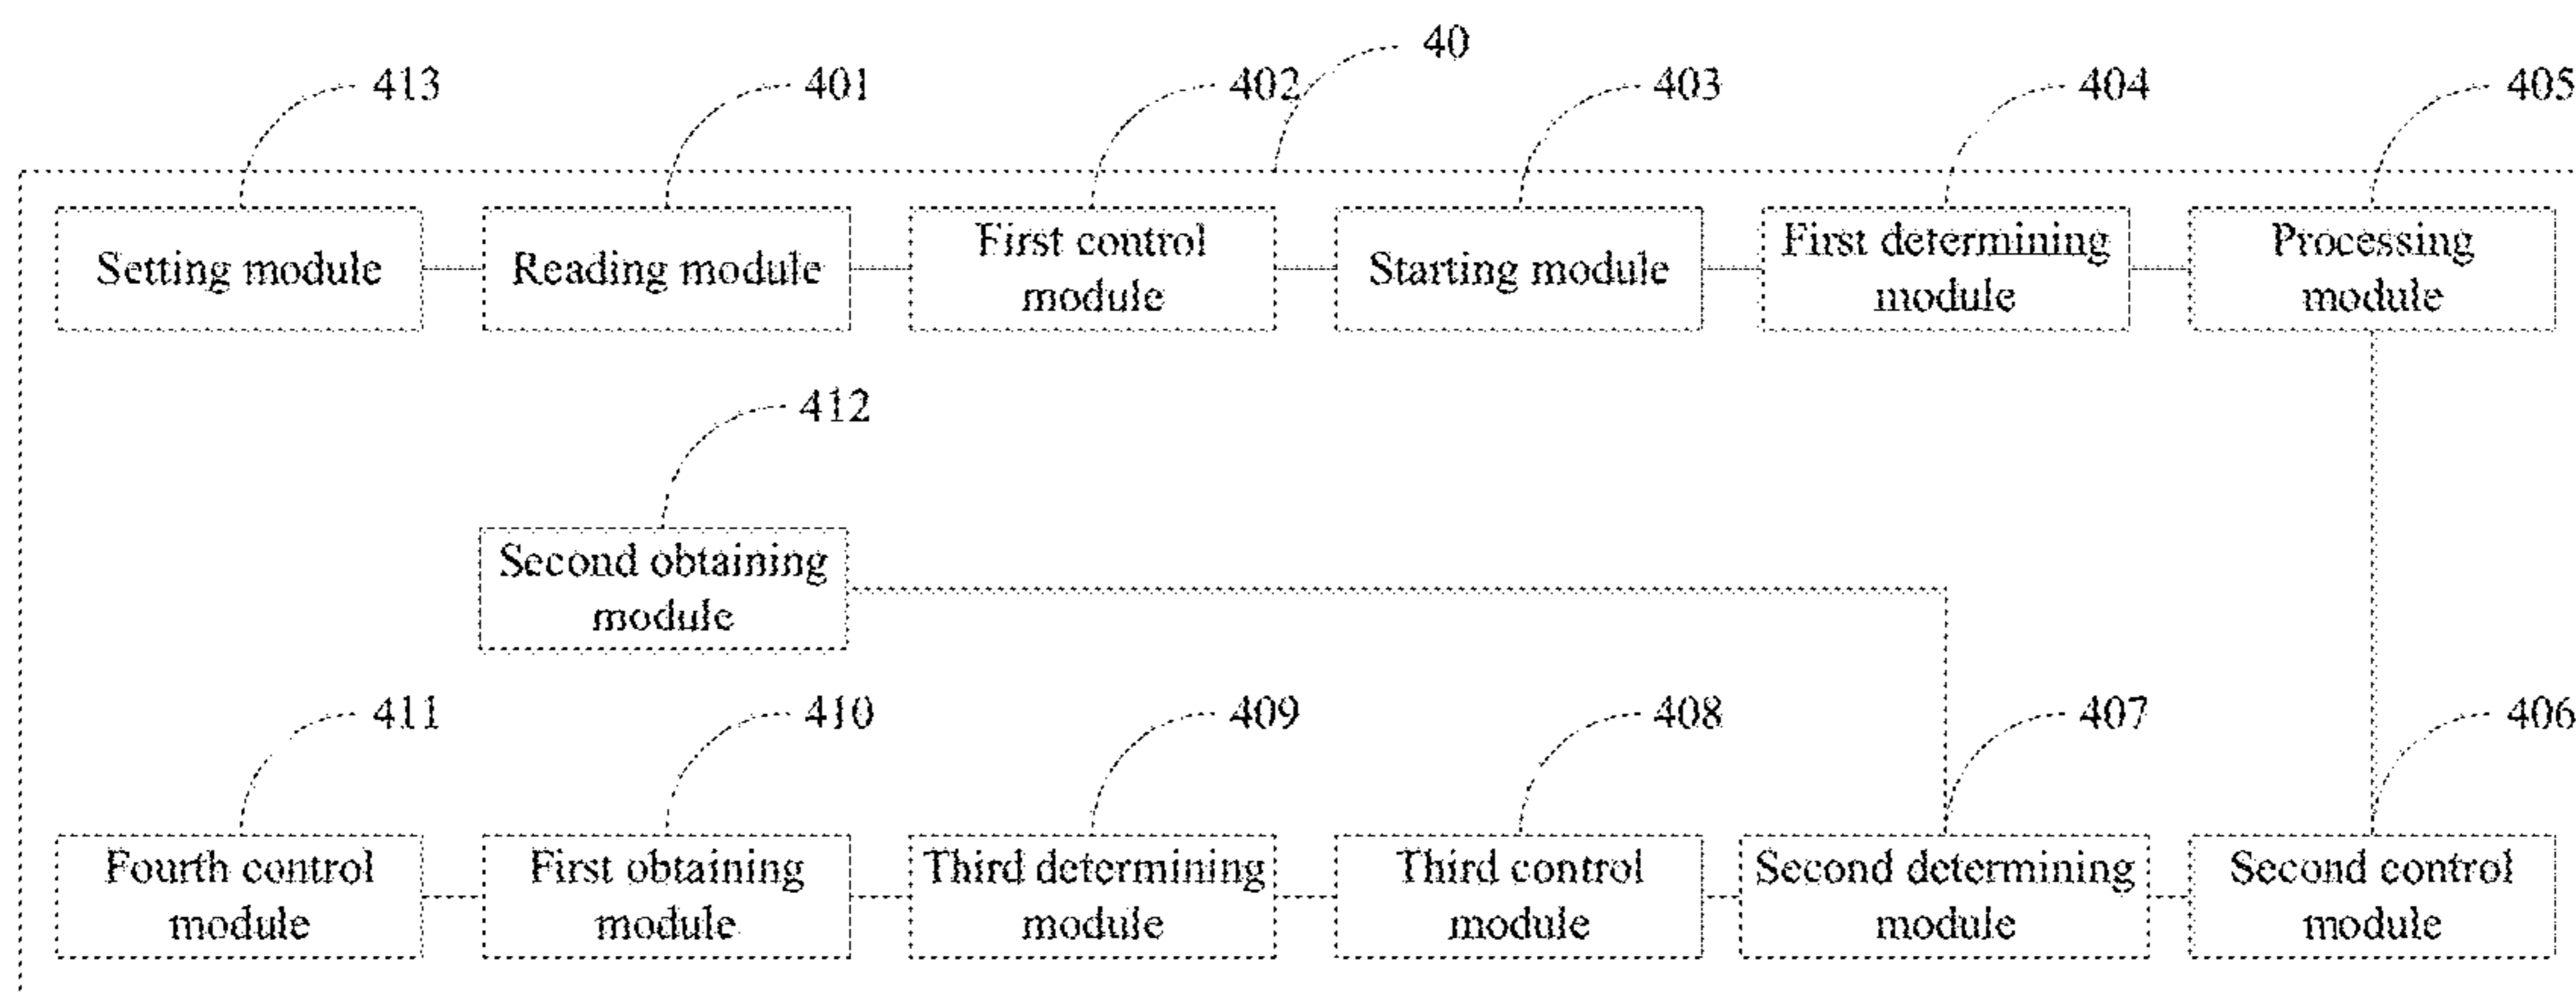 40
413
401
402
403
404
405
Setting module
Reading module
First control
module
Starting module
First determining
module
Processing
module
412
Second obtaining
module
411
410
409
408
407
406
Fourth control
module
First obtaining
module
Third determining
module
Third control
module
Second determining
module
Second control
module